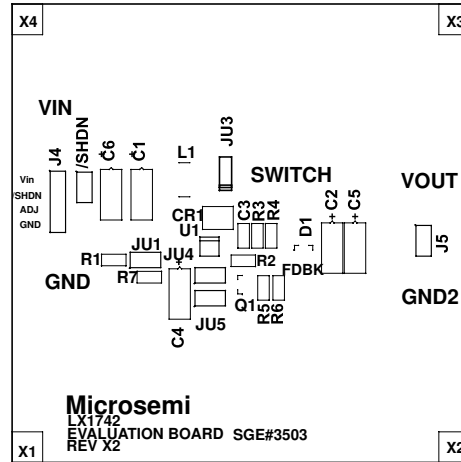 X4
X3
VIN
J4
/SHDN
C6
+
C1
+
L1
JU3
SWITCH
VOUT
Vin
/SHDN
ADJ
GND
CR1
U1
C3
R3
R4
D1
C2
+
C5
+
J5
R1
JU1
JU4
R2
FDBK
GND
R7
+
C4
JU5
Q1
R5
R6
GND2
Microsemi
LX1742
EVALUATION BOARD SGE#3503
REV X2
X1
X2